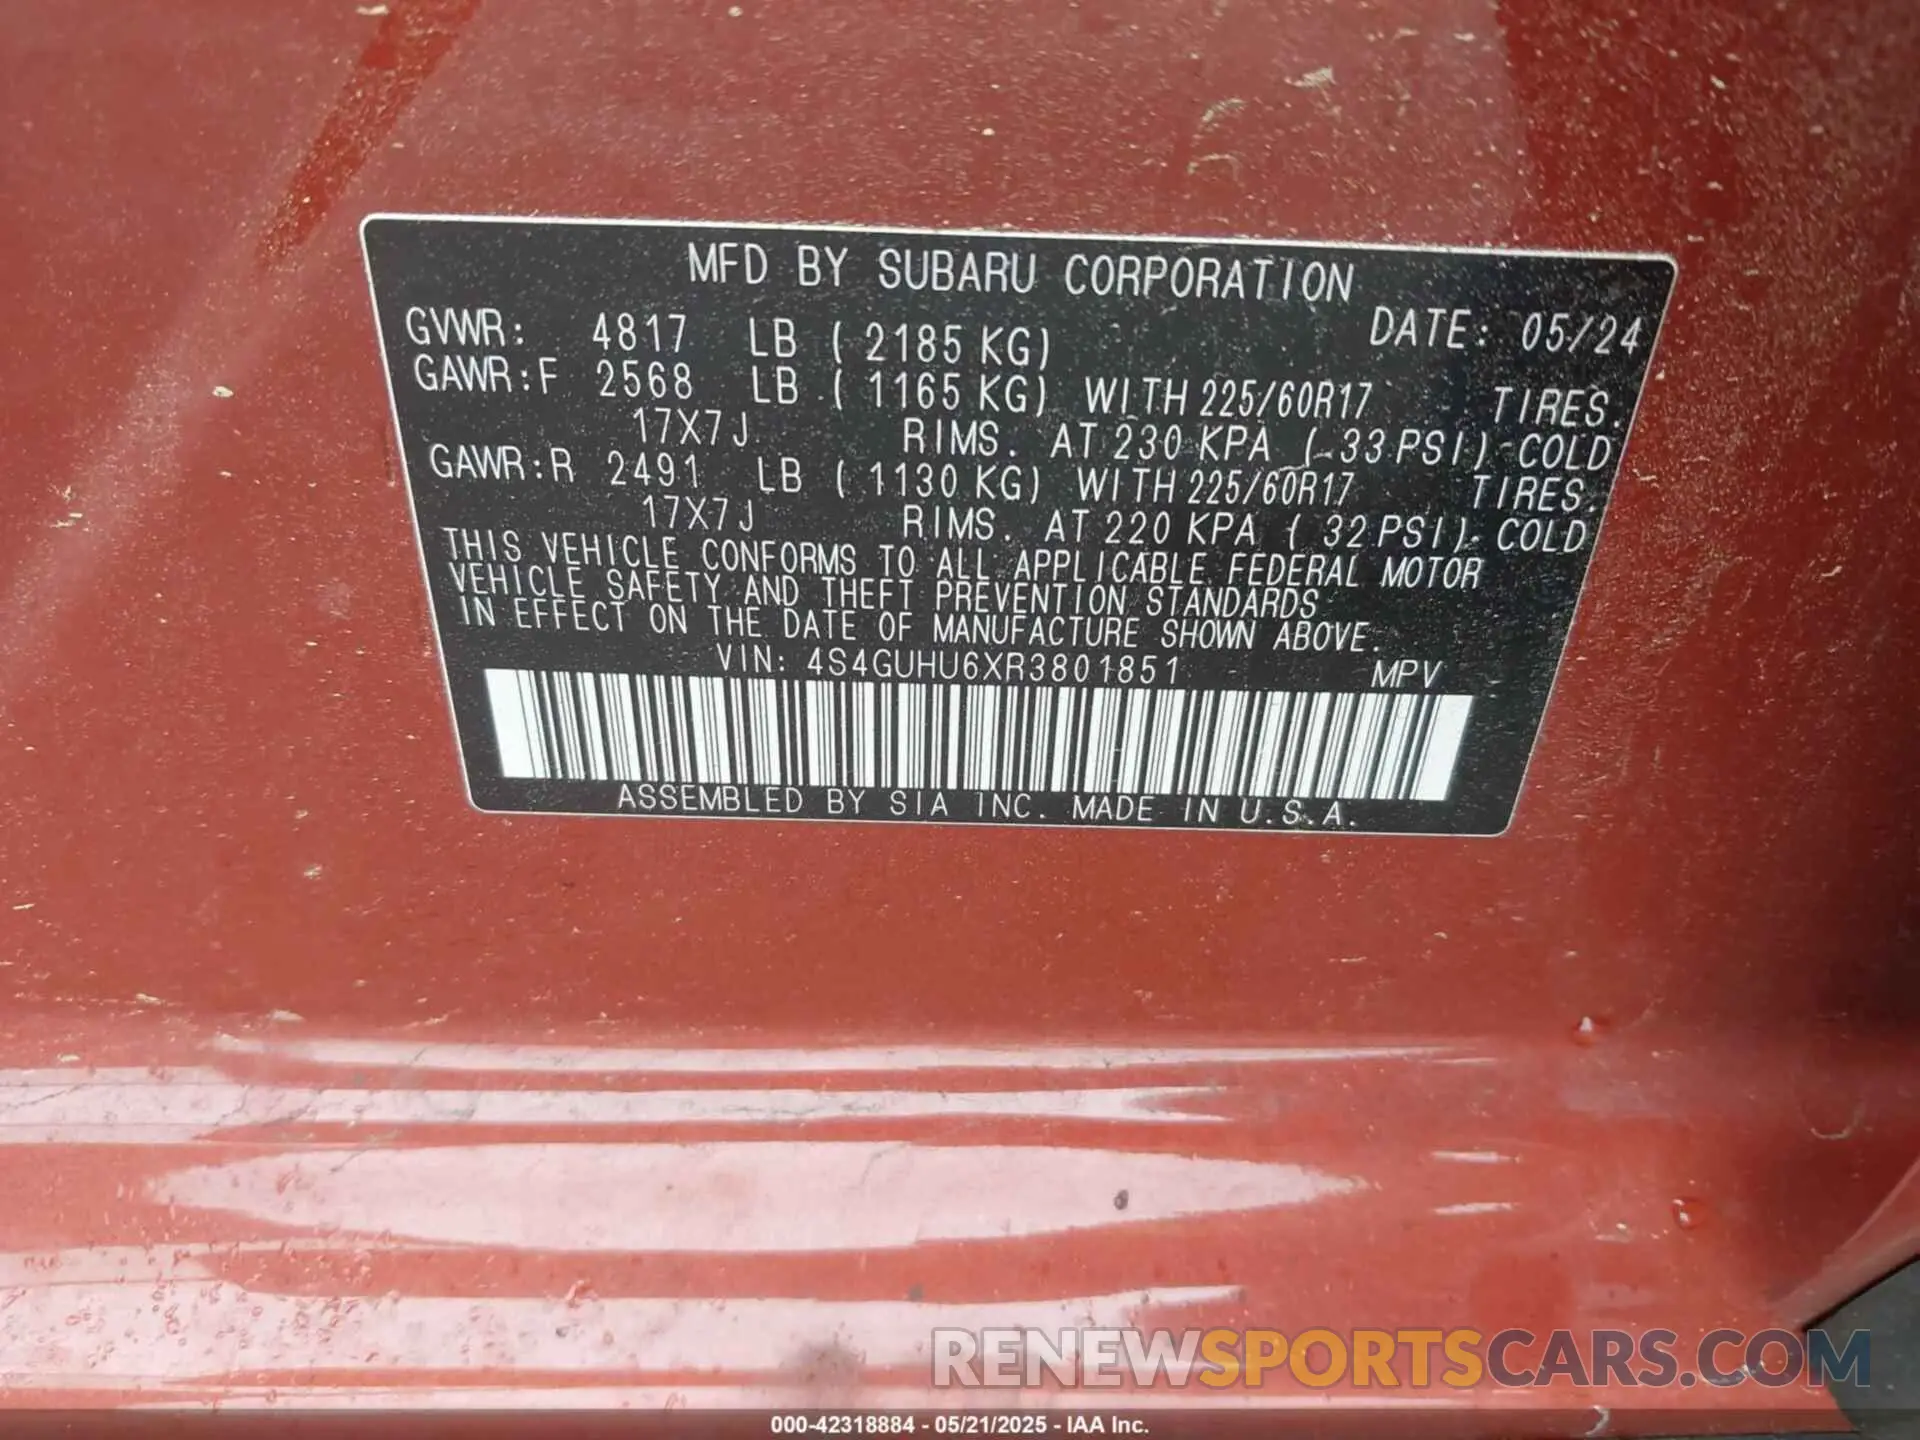 MFD BY SUBARU CORPORATION
GVWR: 4817 LB ( 2185 KG) DATE: 05/24
GAWR:F 2568 LB ( 1165 KG) WITH 225/60R17 TIRES.
17X7J RIMS. AT 230 KPA ( 33 PSI) COLD
GAWR:R 2491 LB ( 1130 KG) WITH 225/60R17 TIRES.
17X7J RIMS. AT 220 KPA ( 32 PSI) COLD
THIS VEHICLE CONFORMS TO ALL APPLICABLE FEDERAL MOTOR
VEHICLE SAFETY AND THEFT PREVENTION STANDARDS
IN EFFECT ON THE DATE OF MANUFACTURE SHOWN ABOVE.
VIN: 4S4GUHU6XR3801851 MPV
ASSEMBLED BY SIA INC. MADE IN U.S.A.
RENEWSPORTSCARS.COM
000-42318884 - 05/21/2025 - IAA Inc.